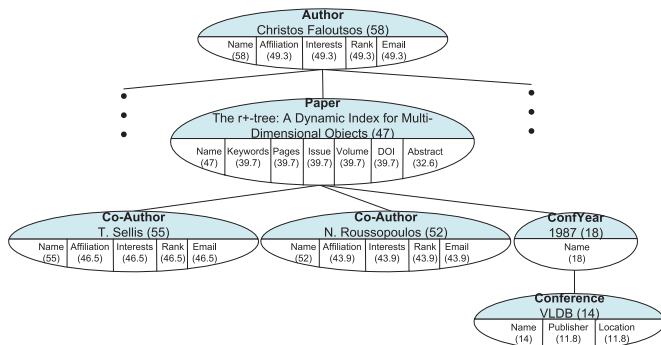 Author
Christos Faloutsos (58)
Name Affiliation Interests Rank Email
(58) (49.3) (49.3) (49.3) (49.3)
Paper
The r+-tree: A Dynamic Index for Multi-
Dimensional Objects (47)
Name Keywords Pages Issue Volume DOI Abstract
(47) (39.7) (39.7) (39.7) (39.7) (39.7) (32.6)
Co-Author
T. Sellis (55)
Name Affiliation Interests Rank Email
(55) (46.5) (46.5) (46.5) (46.5)
Co-Author
N. Roussopoulos (52)
Name Affiliation Interests Rank Email
(52) (43.9) (43.9) (43.9) (43.9)
ConfYear
1987 (18)
Name
(18)
Conference
VLDB (14)
Name Publisher Location
(14) (11.8) (11.8)